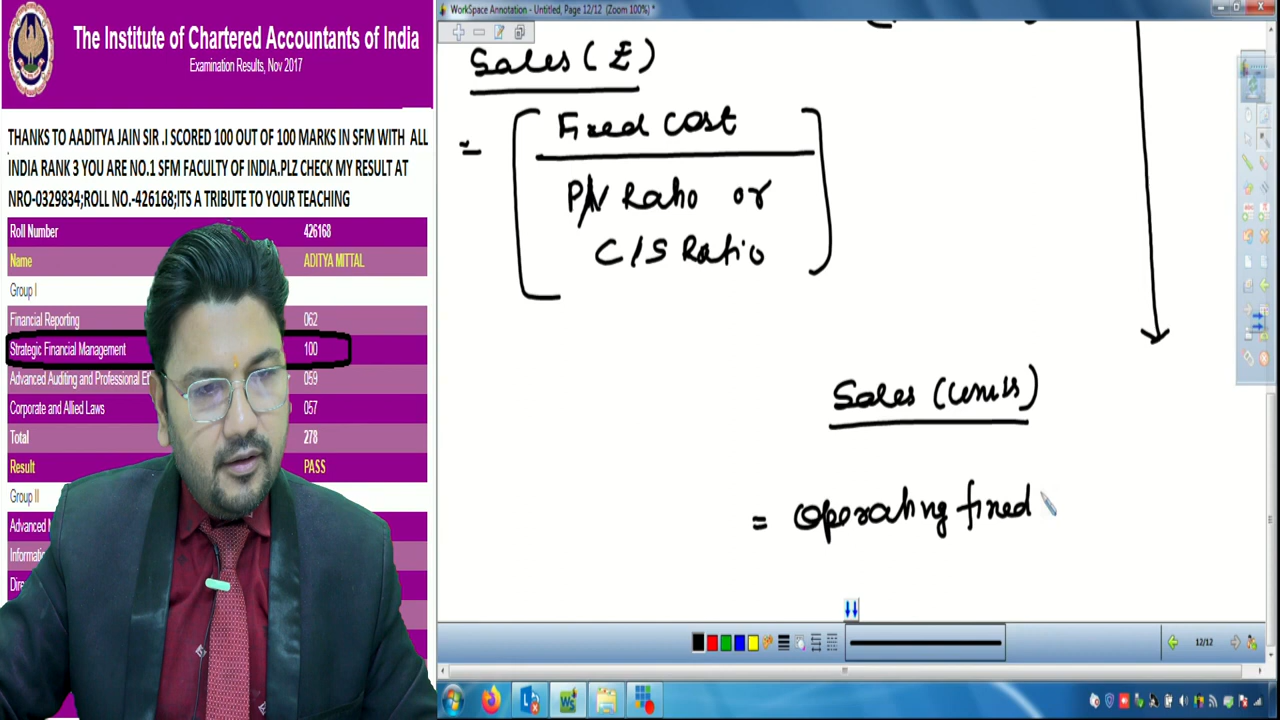 The Institute of Chartered Accountants of India
Examination Results, Nov 2017
THANKS TO AADITYA JAIN SIR .I SCORED 100 OUT OF 100 MARKS IN SFM WITH ALL
INDIA RANK 3 YOU ARE NO.1 SFM FACULTY OF INDIA.PLZ CHECK MY RESULT AT
NRO-0329834;ROLL NO.-426168;ITS A TRIBUTE TO YOUR TEACHING
Roll Number 426168
Name ADITYA MITTAL
Group I
Financial Reporting 062
Strategic Financial Management 100
Advanced Auditing and Professional Et 059
Corporate and Allied Laws 057
Total 278
Result PASS
Group II
Advanced M
Informatio
Dire
WorkSpace Annotation - Untitled, Page 12/12 (Zoom 100%) *
Sales (£)
= Fixed Cost
P/V Ratio or
C/S Ratio
Sales (Units)
= Operating fixed
12/12